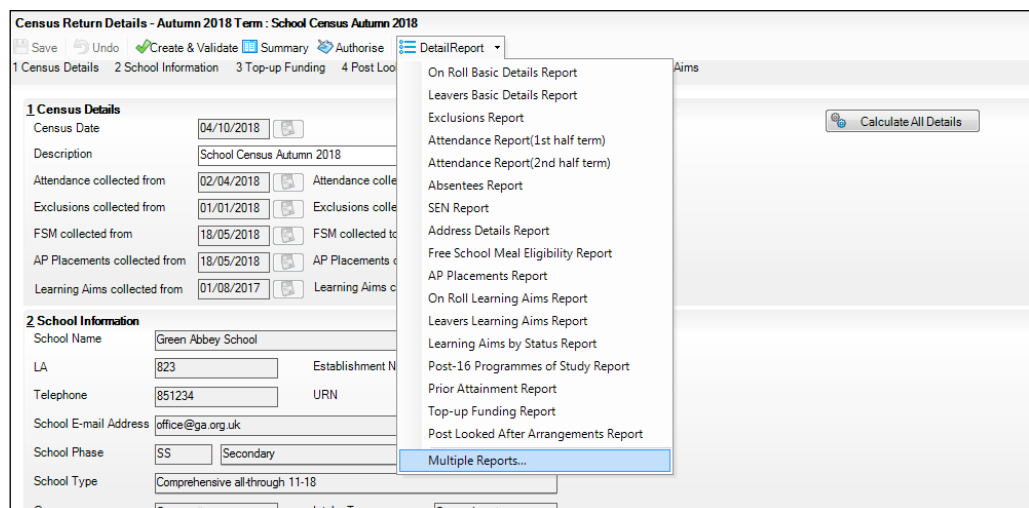 Census Return Details - Autumn 2018 Term : School Census Autumn 2018
Save Undo Create & Validate Summary Authorise DetailReport
1 Census Details 2 School Information 3 Top-up Funding 4 Post Loo Aims
On Roll Basic Details Report
Leavers Basic Details Report
Exclusions Report
Attendance Report(1st half term)
Attendance Report(2nd half term)
Absentees Report
SEN Report
Address Details Report
Free School Meal Eligibility Report
AP Placements Report
On Roll Learning Aims Report
Leavers Learning Aims Report
Learning Aims by Status Report
Post-16 Programmes of Study Report
Prior Attainment Report
Top-up Funding Report
Post Looked After Arrangements Report
Multiple Reports...
1 Census Details
Calculate All Details
Census Date 04/10/2018
Description School Census Autumn 2018
Attendance collected from 02/04/2018 Attendance colle
Exclusions collected from 01/01/2018 Exclusions colle
FSM collected from 18/05/2018 FSM collected to
AP Placements collected from 18/05/2018 AP Placements c
Learning Aims collected from 01/08/2017 Learning Aims c
2 School Information
School Name Green Abbey School
LA 823 Establishment N
Telephone 851234 URN
School E-mail Address office@ga.org.uk
School Phase SS Secondary
School Type Comprehensive all-through 11-18